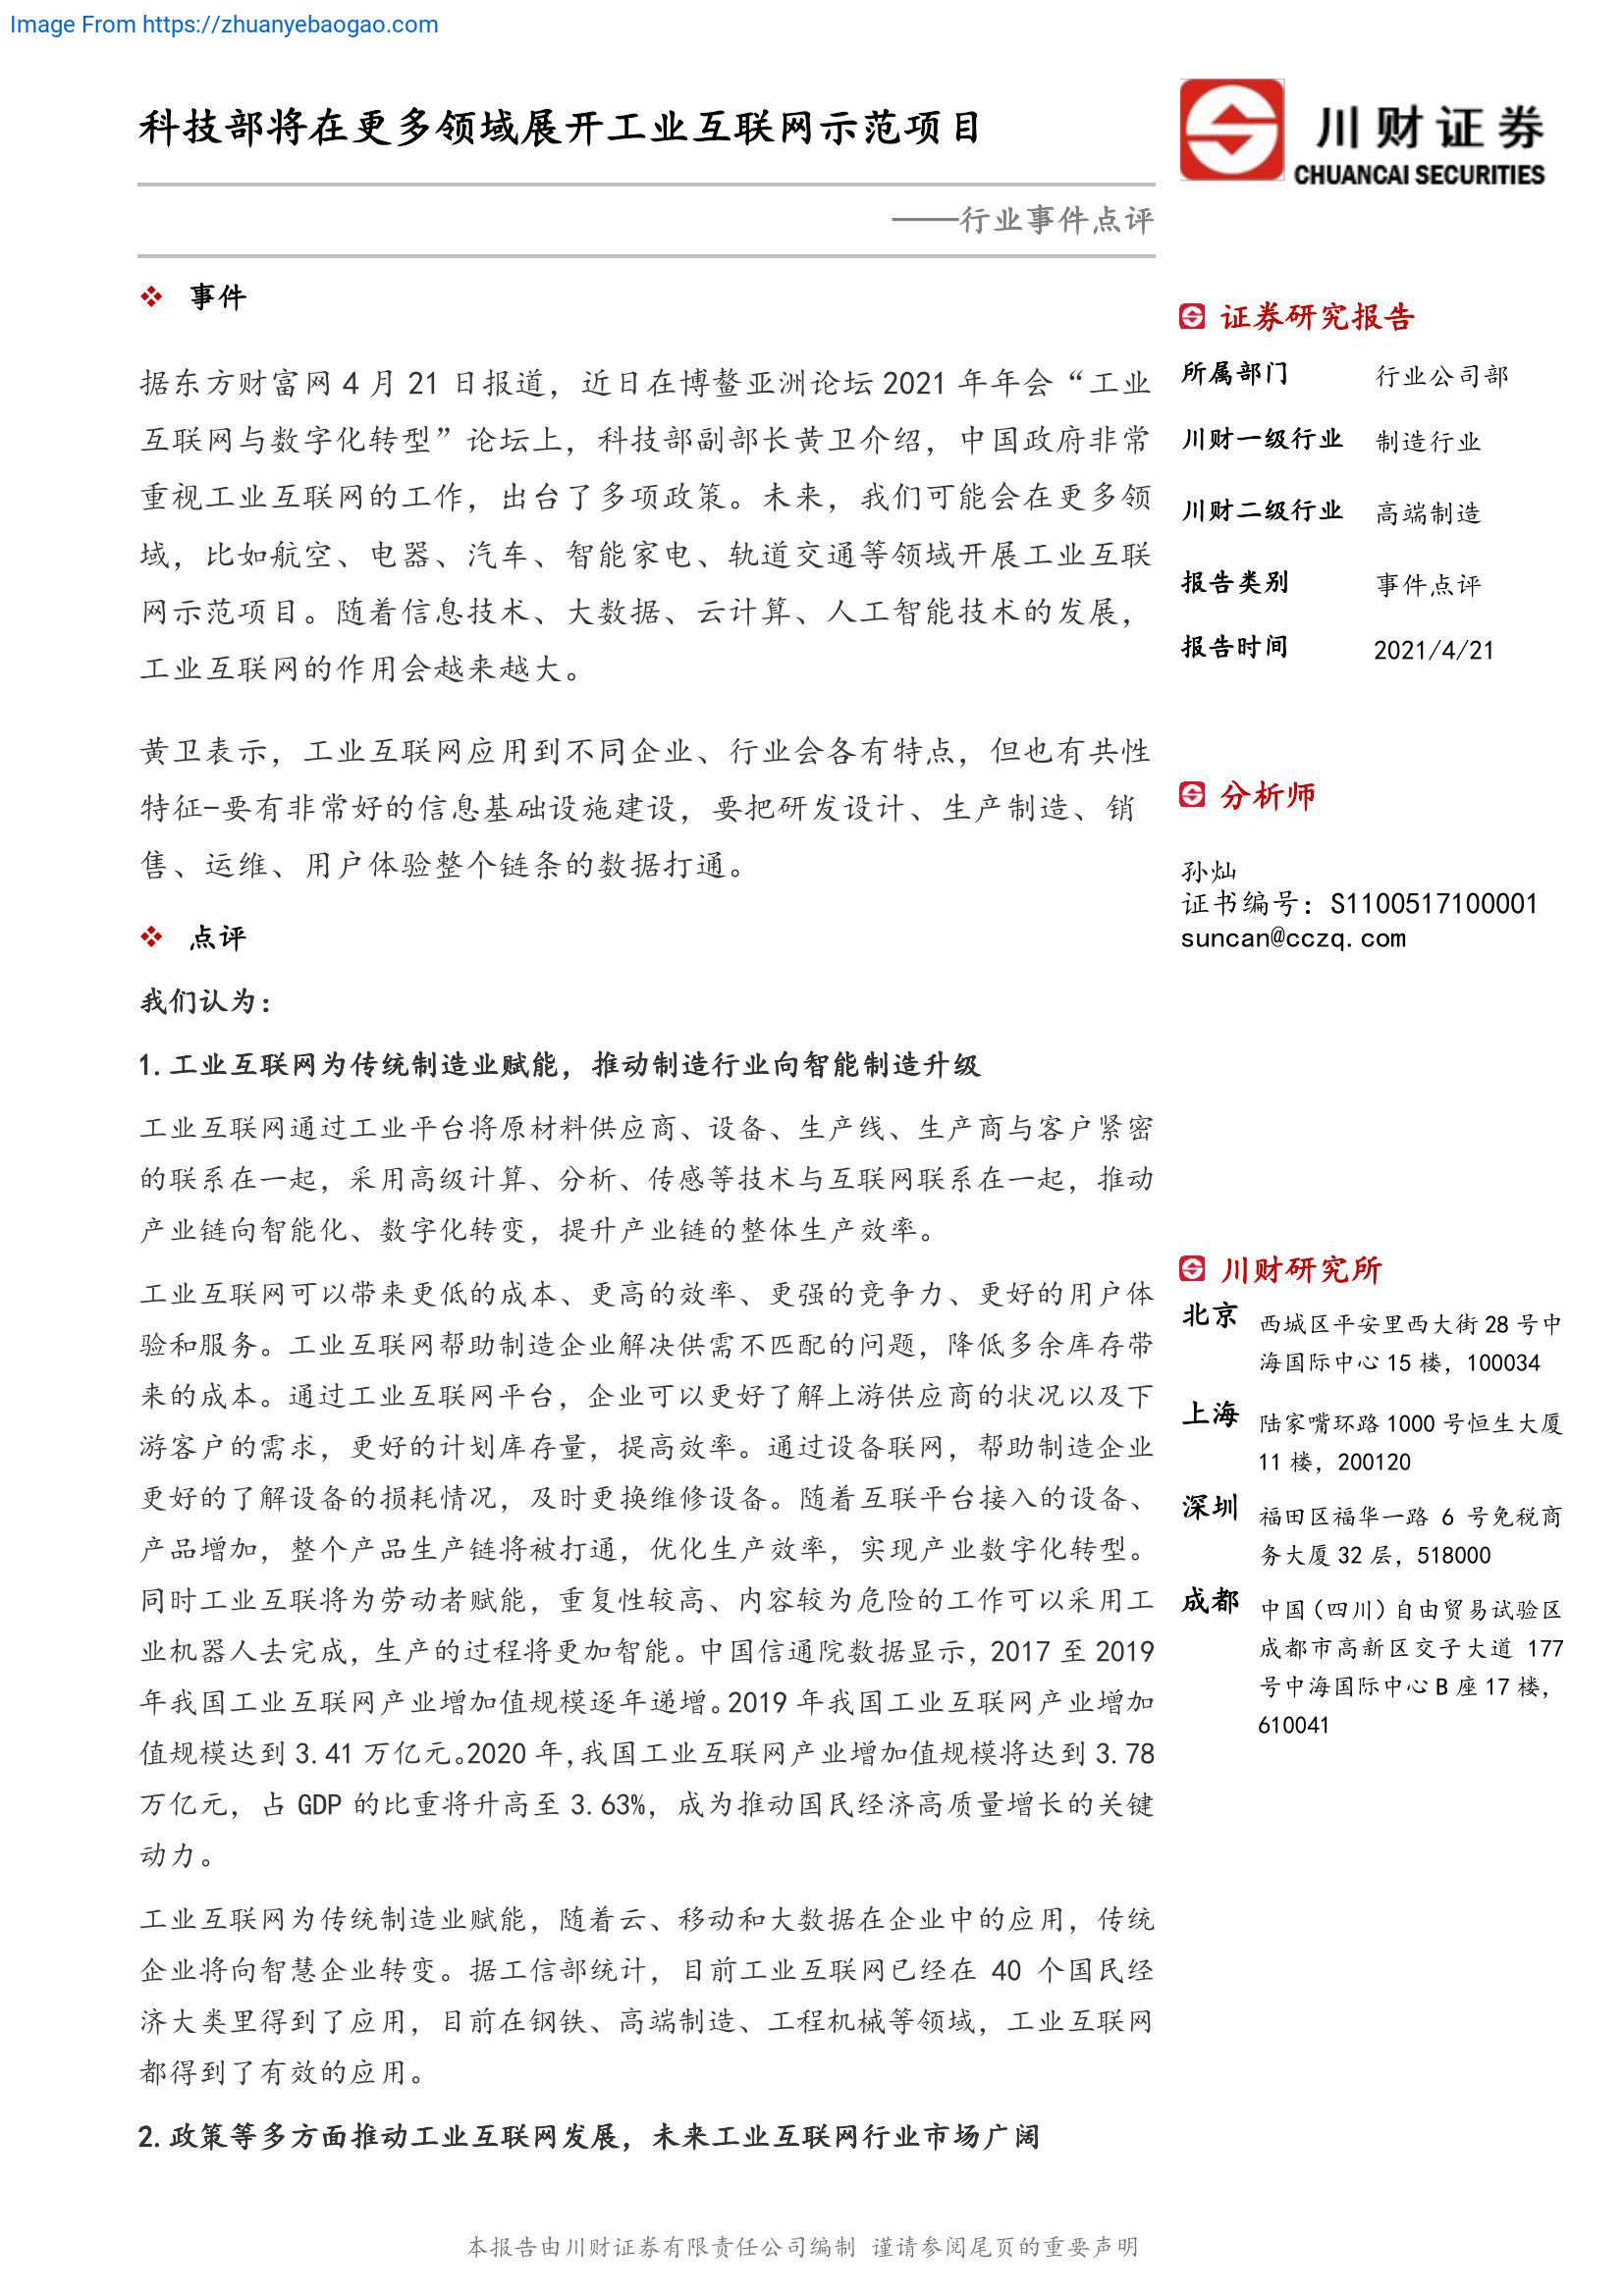 Image From https://zhuanyebaogao.com
科技部将在更多领域展开工业互联网示范项目
——行业事件点评
川财证券
CHUANCAI SECURITIES
❖ 事件
据东方财富网 4 月 21 日报道，近日在博鳌亚洲论坛 2021 年年会“工业
互联网与数字化转型”论坛上，科技部副部长黄卫介绍，中国政府非常
重视工业互联网的工作，出台了多项政策。未来，我们可能会在更多领
域，比如航空、电器、汽车、智能家电、轨道交通等领域开展工业互联
网示范项目。随着信息技术、大数据、云计算、人工智能技术的发展，
工业互联网的作用会越来越大。
黄卫表示，工业互联网应用到不同企业、行业会各有特点，但也有共性
特征-要有非常好的信息基础设施建设，要把研发设计、生产制造、销
售、运维、用户体验整个链条的数据打通。
❖ 点评
我们认为：
1.工业互联网为传统制造业赋能，推动制造行业向智能制造升级
工业互联网通过工业平台将原材料供应商、设备、生产线、生产商与客户紧密
的联系在一起，采用高级计算、分析、传感等技术与互联网联系在一起，推动
产业链向智能化、数字化转变，提升产业链的整体生产效率。
工业互联网可以带来更低的成本、更高的效率、更强的竞争力、更好的用户体
验和服务。工业互联网帮助制造企业解决供需不匹配的问题，降低多余库存带
来的成本。通过工业互联网平台，企业可以更好了解上游供应商的状况以及下
游客户的需求，更好的计划库存量，提高效率。通过设备联网，帮助制造企业
更好的了解设备的损耗情况，及时更换维修设备。随着互联平台接入的设备、
产品增加，整个产品生产链将被打通，优化生产效率，实现产业数字化转型。
同时工业互联将为劳动者赋能，重复性较高、内容较为危险的工作可以采用工
业机器人去完成，生产的过程将更加智能。中国信通院数据显示，2017 至 2019
年我国工业互联网产业增加值规模逐年递增。2019 年我国工业互联网产业增加
值规模达到 3.41 万亿元。2020 年，我国工业互联网产业增加值规模将达到 3.78
万亿元，占 GDP 的比重将升高至 3.63%，成为推动国民经济高质量增长的关键
动力。
工业互联网为传统制造业赋能，随着云、移动和大数据在企业中的应用，传统
企业将向智慧企业转变。据工信部统计，目前工业互联网已经在 40 个国民经
济大类里得到了应用，目前在钢铁、高端制造、工程机械等领域，工业互联网
都得到了有效的应用。
2.政策等多方面推动工业互联网发展，未来工业互联网行业市场广阔
证券研究报告
所属部门 行业公司部
川财一级行业 制造行业
川财二级行业 高端制造
报告类别 事件点评
报告时间 2021/4/21
分析师
孙灿
证书编号：S1100517100001
suncan@cczq.com
川财研究所
北京 西城区平安里西大街 28 号中
海国际中心 15 楼，100034
上海 陆家嘴环路 1000 号恒生大厦
11 楼，200120
深圳 福田区福华一路 6 号免税商
务大厦 32 层，518000
成都 中国（四川）自由贸易试验区
成都市高新区交子大道 177
号中海国际中心 B 座 17 楼，
610041
本报告由川财证券有限责任公司编制 谨请参阅尾页的重要声明